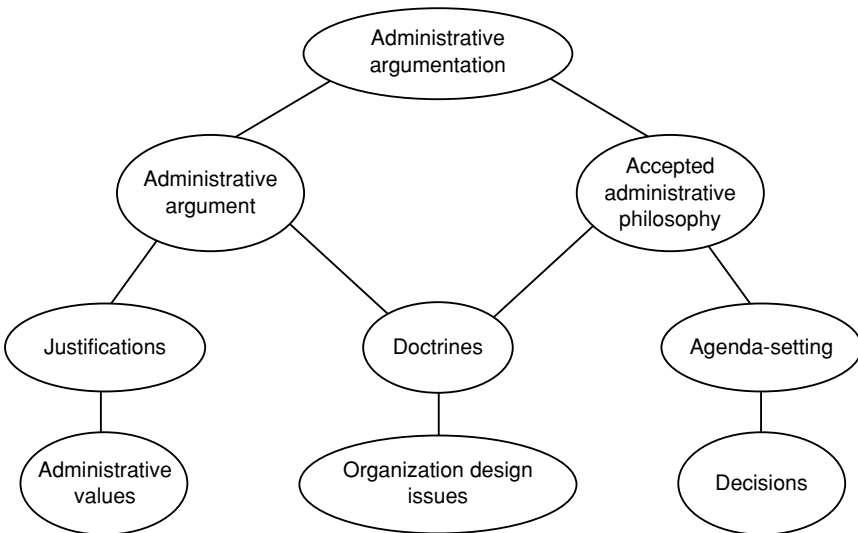 Administrative
argumentation
Administrative
argument
Accepted
administrative
philosophy
Justifications
Doctrines
Agenda-setting
Administrative
values
Organization design
issues
Decisions